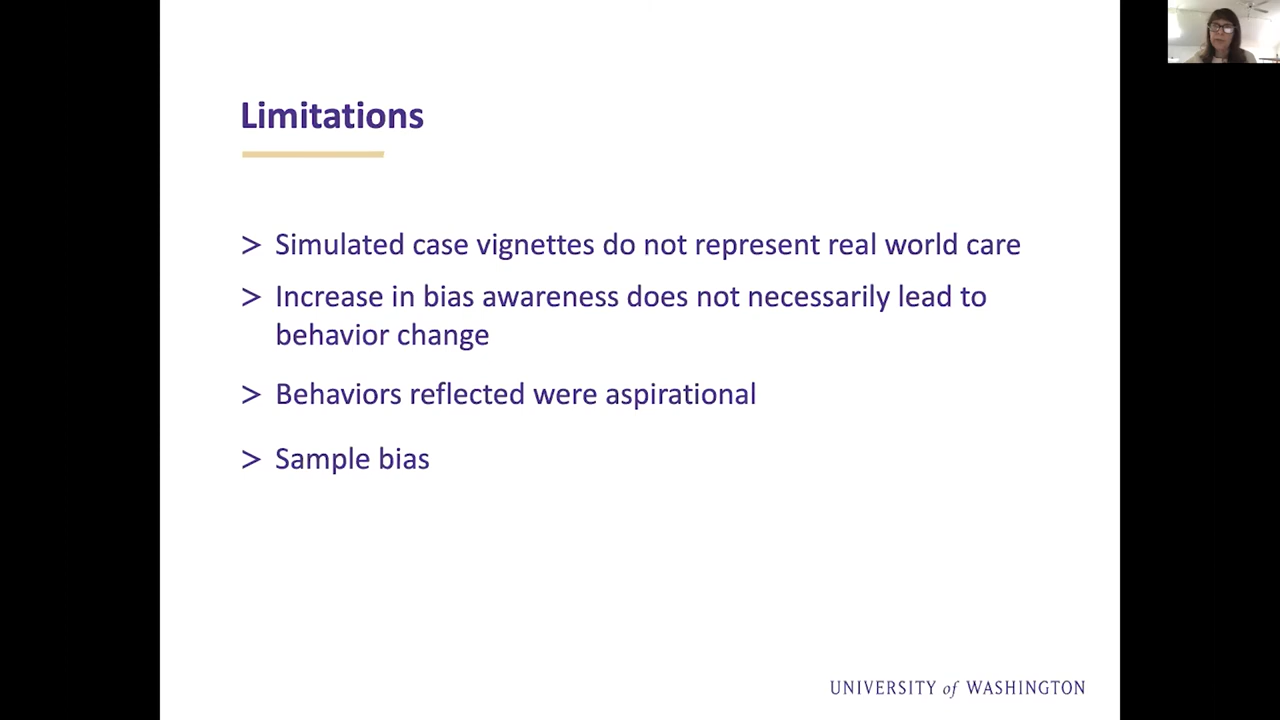 Limitations
> Simulated case vignettes do not represent real world care
> Increase in bias awareness does not necessarily lead to
behavior change
> Behaviors reflected were aspirational
> Sample bias
UNIVERSITY of WASHINGTON